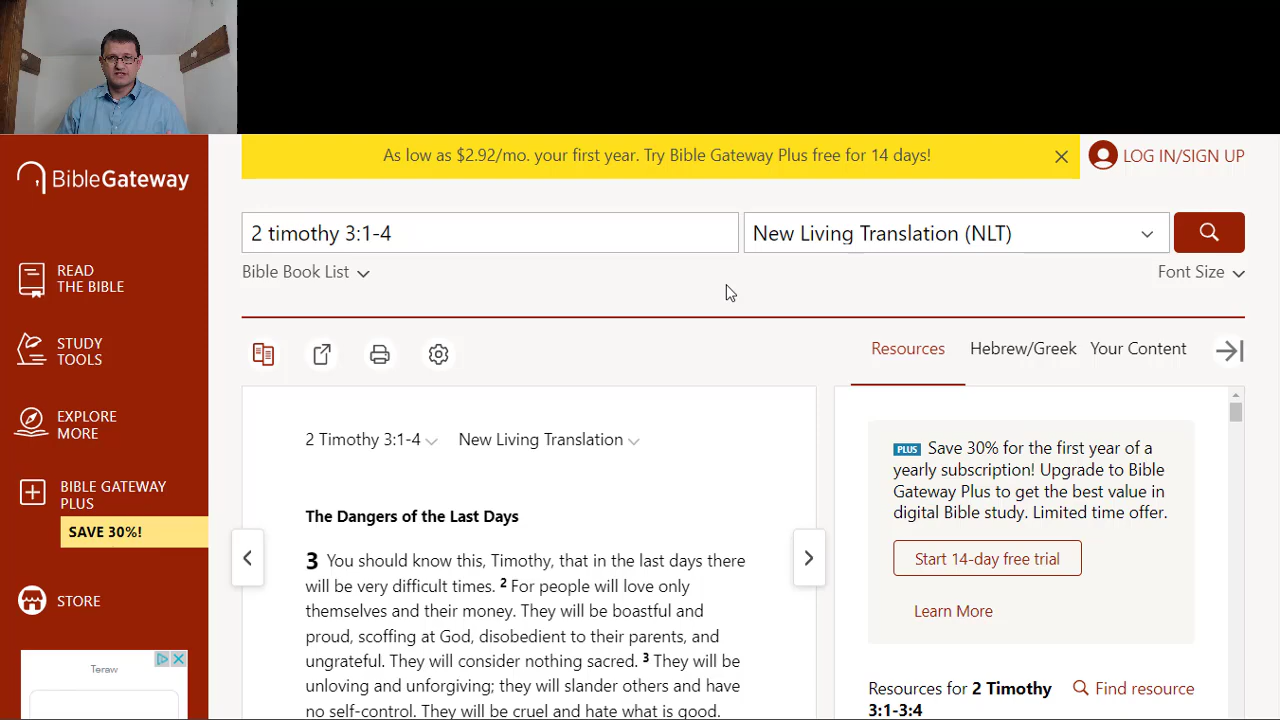 As low as $2.92/mo. your first year. Try Bible Gateway Plus free for 14 days!
LOG IN/SIGN UP
BibleGateway
2 timothy 3:1-4
New Living Translation (NLT)
Bible Book List
Font Size
READ
THE BIBLE
STUDY
TOOLS
EXPLORE
MORE
BIBLE GATEWAY
PLUS
SAVE 30%!
STORE
Teraw
Resources
Hebrew/Greek
Your Content
2 Timothy 3:1-4
New Living Translation
The Dangers of the Last Days
3 You should know this, Timothy, that in the last days there
will be very difficult times. 2 For people will love only
themselves and their money. They will be boastful and
proud, scoffing at God, disobedient to their parents, and
ungrateful. They will consider nothing sacred. 3 They will be
unloving and unforgiving; they will slander others and have
no self-control. They will be cruel and hate what is good.
PLUS Save 30% for the first year of a
yearly subscription! Upgrade to Bible
Gateway Plus to get the best value in
digital Bible study. Limited time offer.
Start 14-day free trial
Learn More
Resources for 2 Timothy
3:1-3:4
Find resource